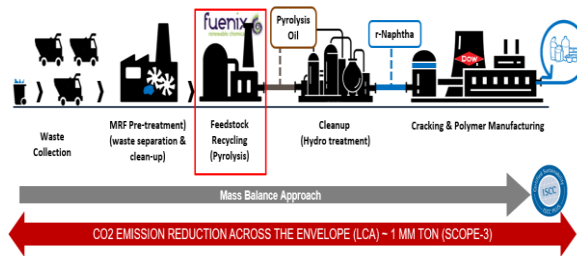 fuenix
renewable chemicals
Pyrolysis
Oil
r-Naphtha
Dow
Waste
Collection
MRF Pre-treatment)
(waste separation &
clean-up)
Feedstock
Recycling
(Pyrolysis)
Cleanup
(Hydro treatment)
Cracking & Polymer Manufacturing
Mass Balance Approach
ISCC
CO2 EMISSION REDUCTION ACROSS THE ENVELOPE (LCA) ~ 1 MM TON (SCOPE-3)